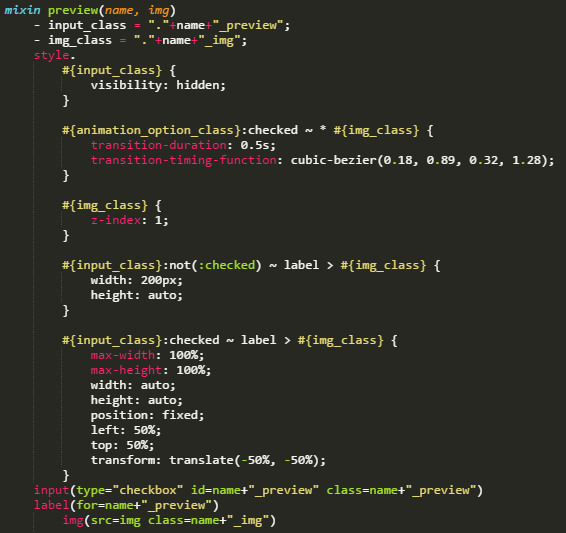 mixin preview(name, img)
    - input_class = "."+name+"_preview";
    - img_class = "."+name+"_img";
    style.
        #{input_class} {
            visibility: hidden;
        }

        #{animation_option_class}:checked ~ * #{img_class} {
            transition-duration: 0.5s;
            transition-timing-function: cubic-bezier(0.18, 0.89, 0.32, 1.28);
        }

        #{img_class} {
            z-index: 1;
        }

        #{input_class}:not(:checked) ~ label > #{img_class} {
            width: 200px;
            height: auto;
        }

        #{input_class}:checked ~ label > #{img_class} {
            max-width: 100%;
            max-height: 100%;
            width: auto;
            height: auto;
            position: fixed;
            left: 50%;
            top: 50%;
            transform: translate(-50%, -50%);
        }
    input(type="checkbox" id=name+"_preview" class=name+"_preview")
    label(for=name+"_preview")
        img(src=img class=name+"_img")